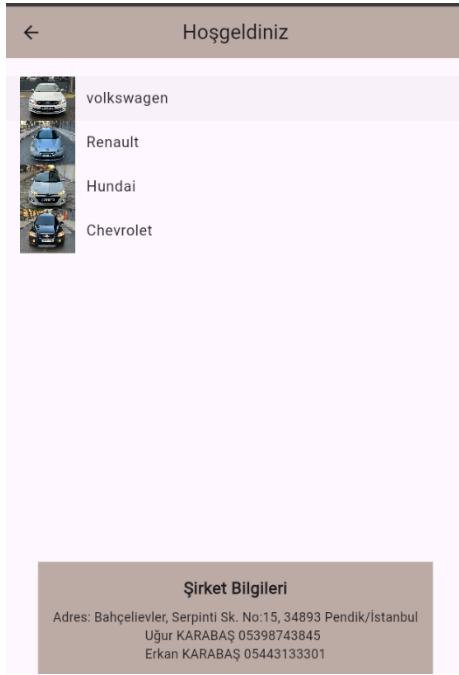 Hoşgeldiniz
volkswagen
Renault
Hundai
Chevrolet
Şirket Bilgileri
Adres: Bahçelievler, Serpinti Sk. No:15, 34893 Pendik/İstanbul
Uğur KARABAŞ 05398743845
Erkan KARABAŞ 05443133301